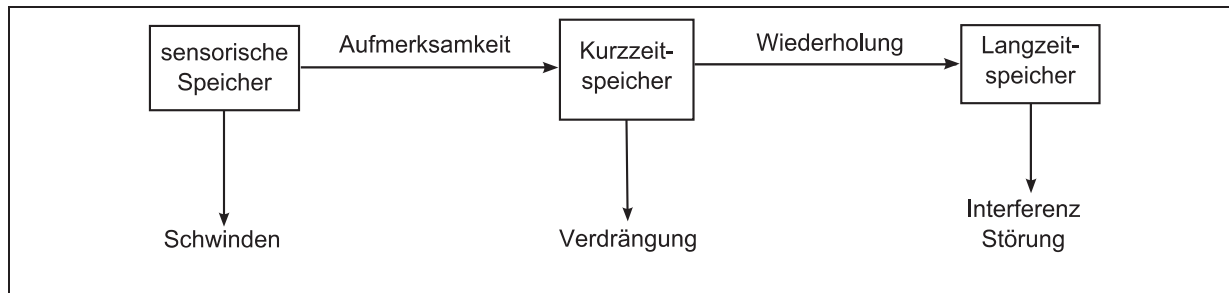 sensorische
Speicher
Aufmerksamkeit
Kurzzeit-
speicher
Wiederholung
Langzeit-
speicher
Schwinden
Verdrängung
Interferenz
Störung